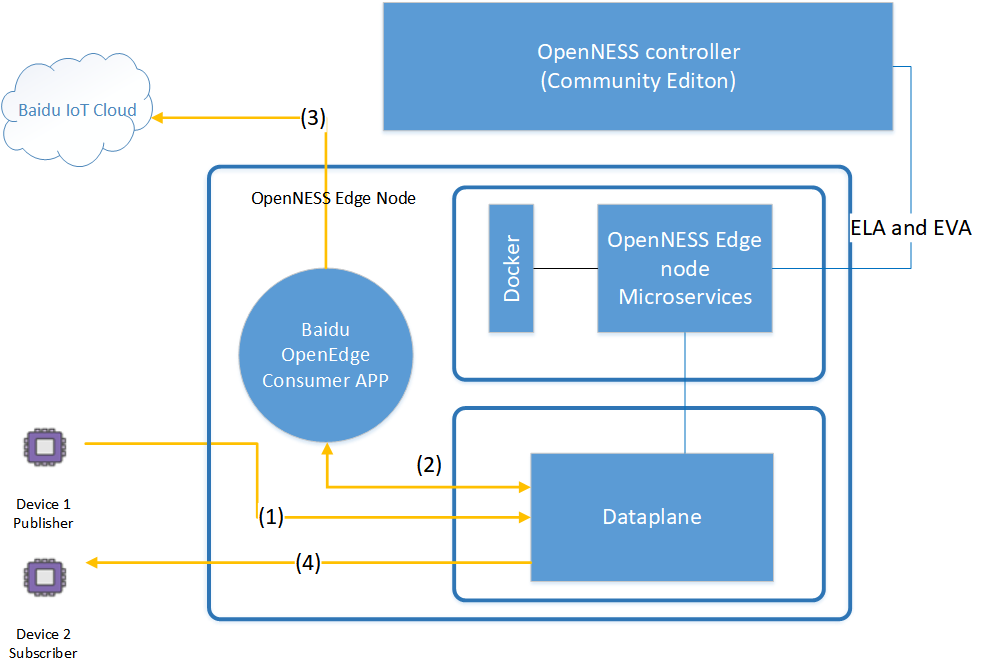 OpenNESS controller
(Community Editon)
Baidu IoT Cloud
(3)
OpenNESS Edge Node
ELA and EVA
Docker
OpenNESS Edge
node
Microservices
Baidu
OpenEdge
Consumer APP
(2)
Device 1
Publisher
(1)
Dataplane
(4)
Device 2
Subscriber